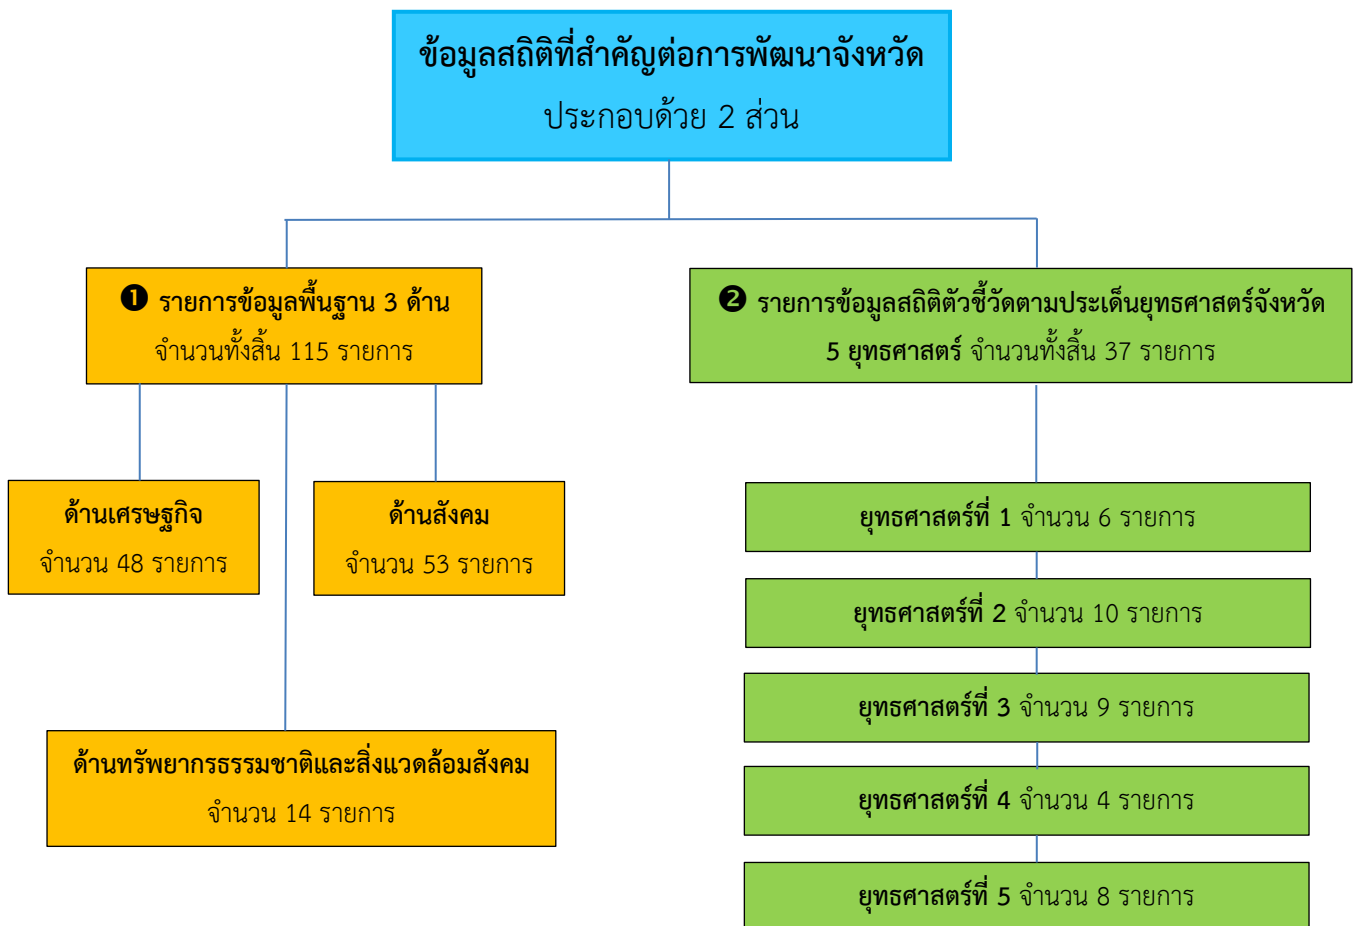 ข้อมูลสถิติที่สำคัญต่อการพัฒนาจังหวัด
ประกอบด้วย 2 ส่วน
❶ รายการข้อมูลพื้นฐาน 3 ด้าน
จำนวนทั้งสิ้น 115 รายการ
❷ รายการข้อมูลสถิติตัวชี้วัดตามประเด็นยุทธศาสตร์จังหวัด
5 ยุทธศาสตร์ จำนวนทั้งสิ้น 37 รายการ
ด้านเศรษฐกิจ
จำนวน 48 รายการ
ด้านสังคม
จำนวน 53 รายการ
ด้านทรัพยากรธรรมชาติและสิ่งแวดล้อมสังคม
จำนวน 14 รายการ
ยุทธศาสตร์ที่ 1 จำนวน 6 รายการ
ยุทธศาสตร์ที่ 2 จำนวน 10 รายการ
ยุทธศาสตร์ที่ 3 จำนวน 9 รายการ
ยุทธศาสตร์ที่ 4 จำนวน 4 รายการ
ยุทธศาสตร์ที่ 5 จำนวน 8 รายการ